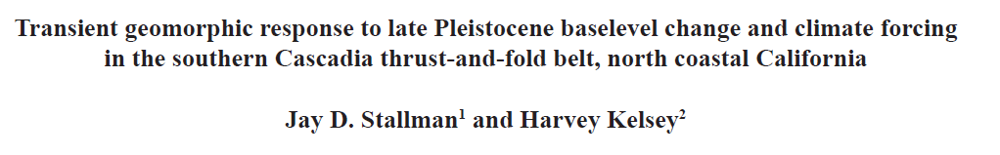 Transient geomorphic response to late Pleistocene baselevel change and climate forcing
in the southern Cascadia thrust-and-fold belt, north coastal California
Jay D. Stallman¹ and Harvey Kelsey²